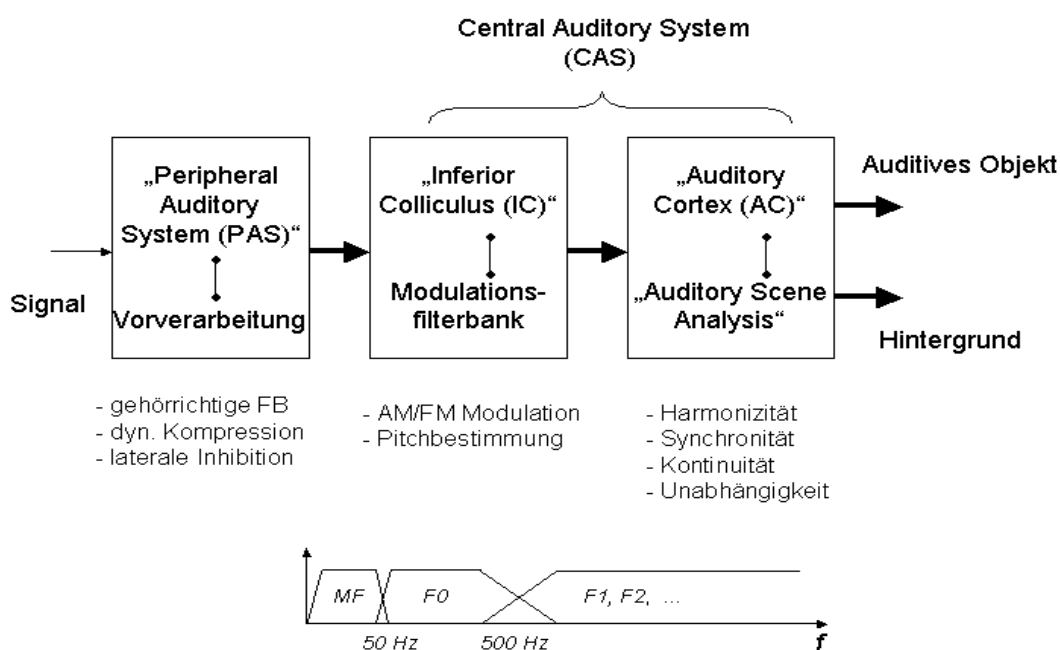 Central Auditory System
(CAS)
„Peripheral
Auditory
System (PAS)“
Vorverarbeitung
„Inferior
Colliculus (IC)“
Modulations-
filterbank
„Auditory
Cortex (AC)“
„Auditory Scene
Analysis“
Signal
Auditives Objekt
Hintergrund
- gehörrichtige FB
- dyn. Kompression
- laterale Inhibition
- AM/FM Modulation
- Pitchbestimmung
- Harmonizität
- Synchronität
- Kontinuität
- Unabhängigkeit
MF
F0
F1, F2, ...
50 Hz
500 Hz
f